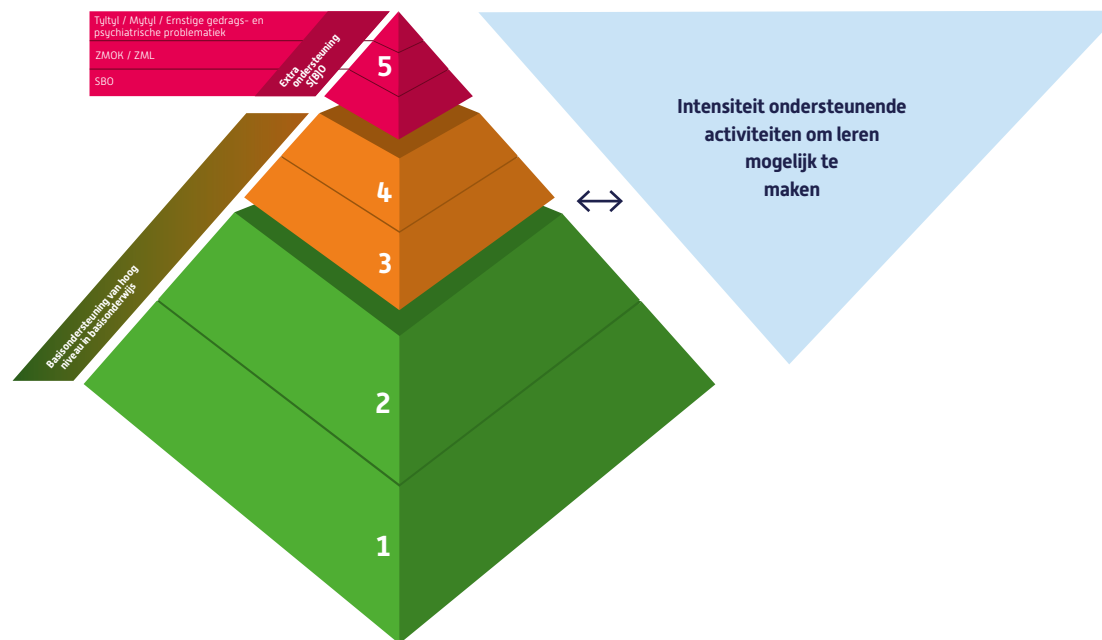 Tyltyl / Mytyl / Ernstige gedrags- en
psychiatrische problematiek
ZMOK / ZML
SBO
Extra
ondersteuning
S(B)O
5
4
3
2
1
Basisondersteuning van hoog
niveau in basisonderwijs
Intensiteit ondersteunende
activiteiten om leren
mogelijk te
maken